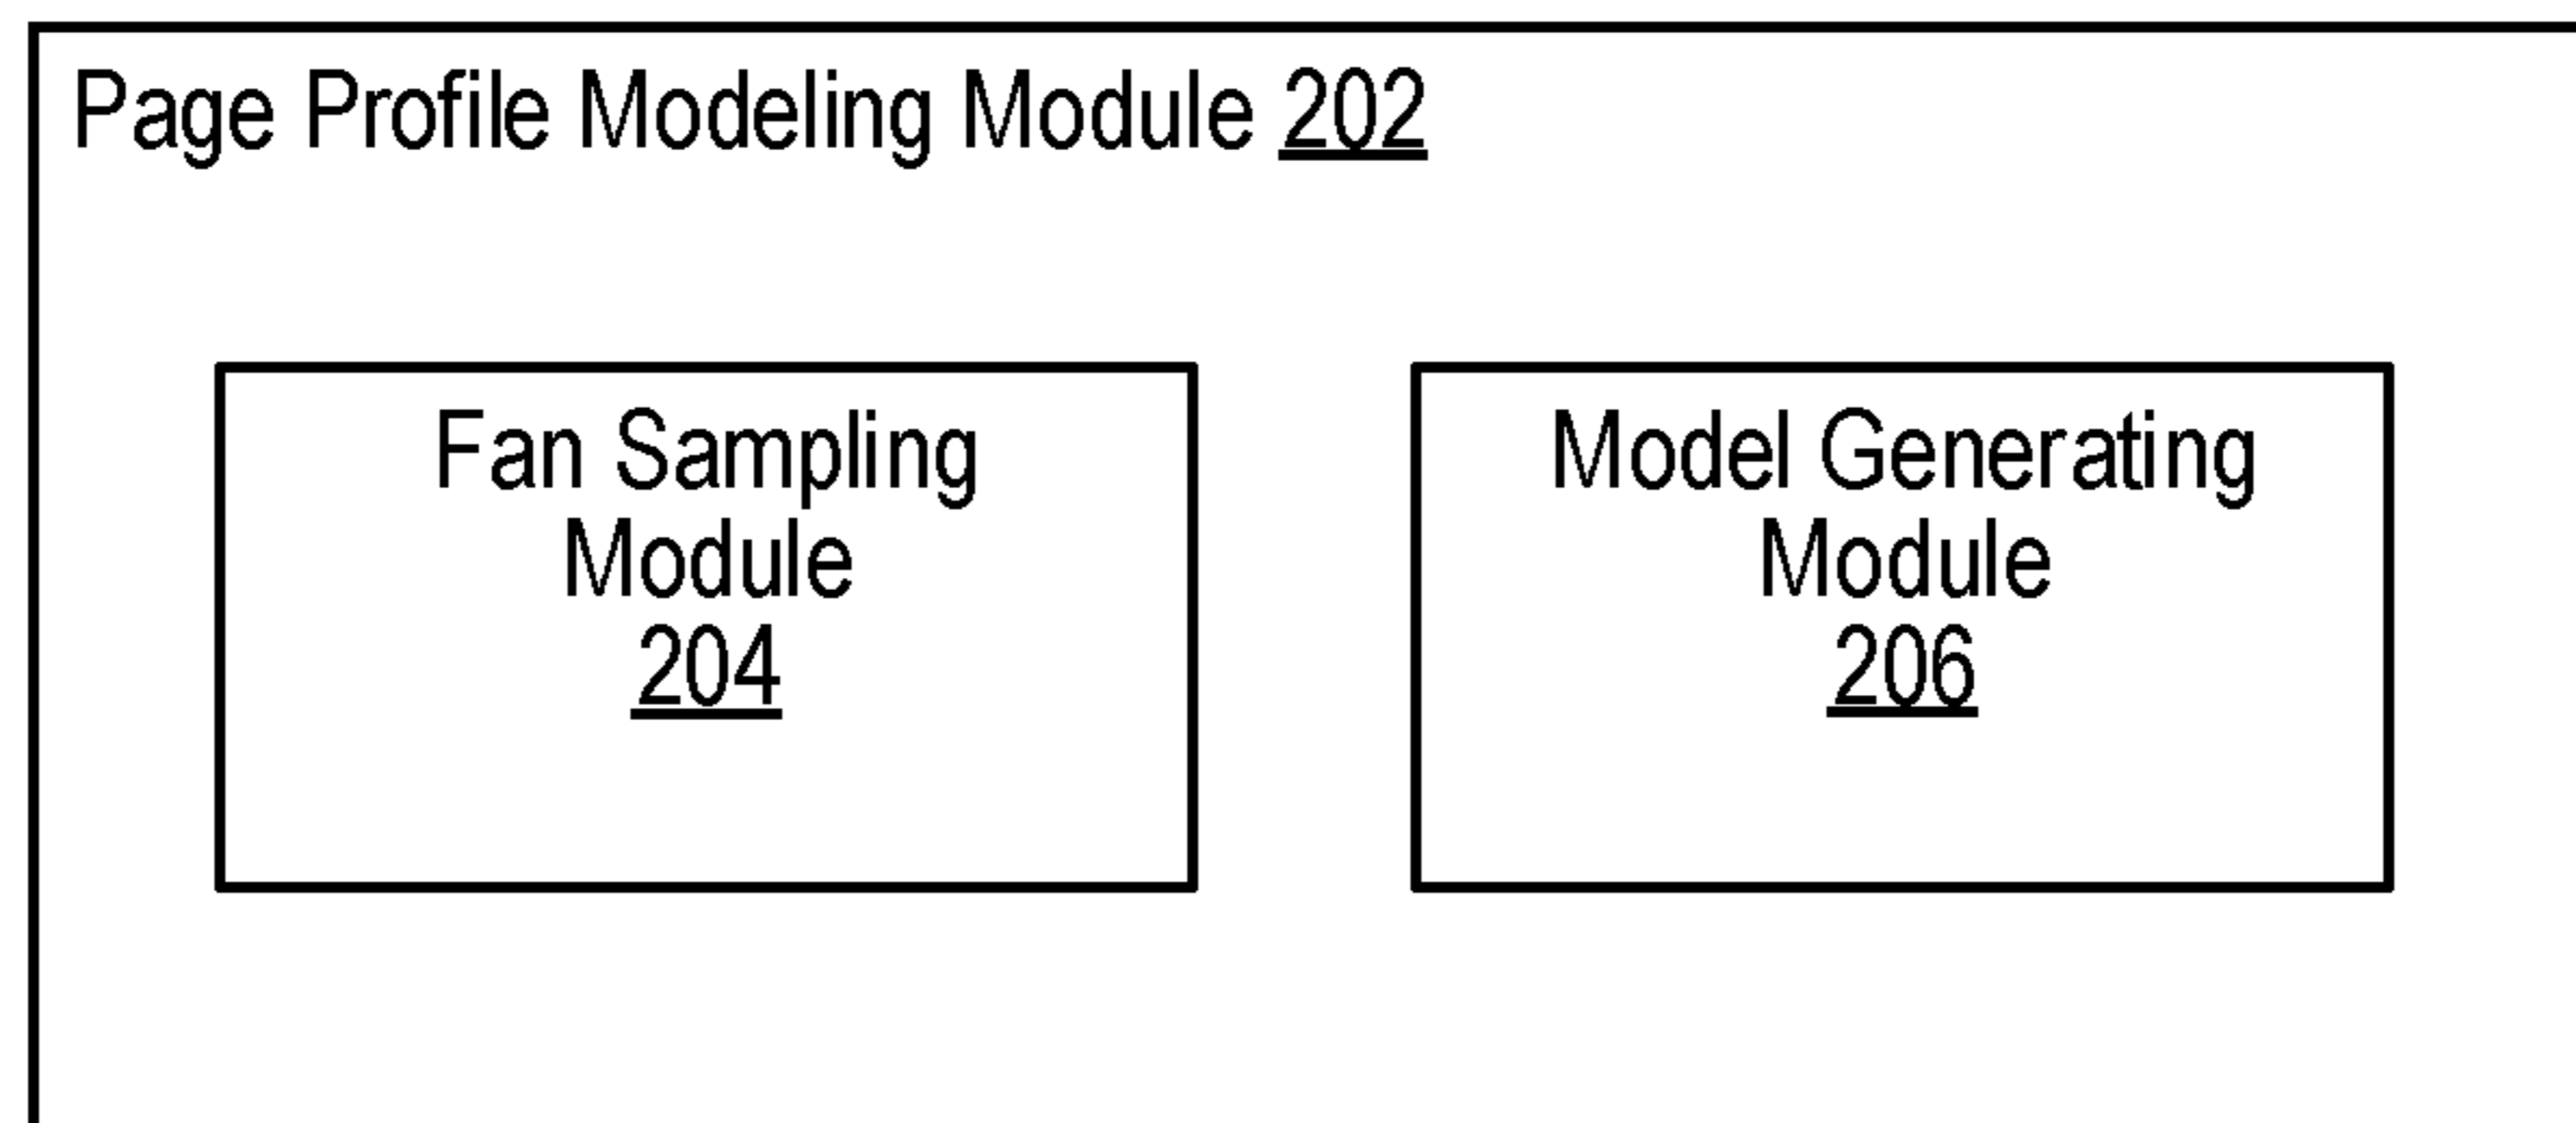 Page Profile Modeling Module 202
Fan Sampling
Module
204
Model Generating
Module
206